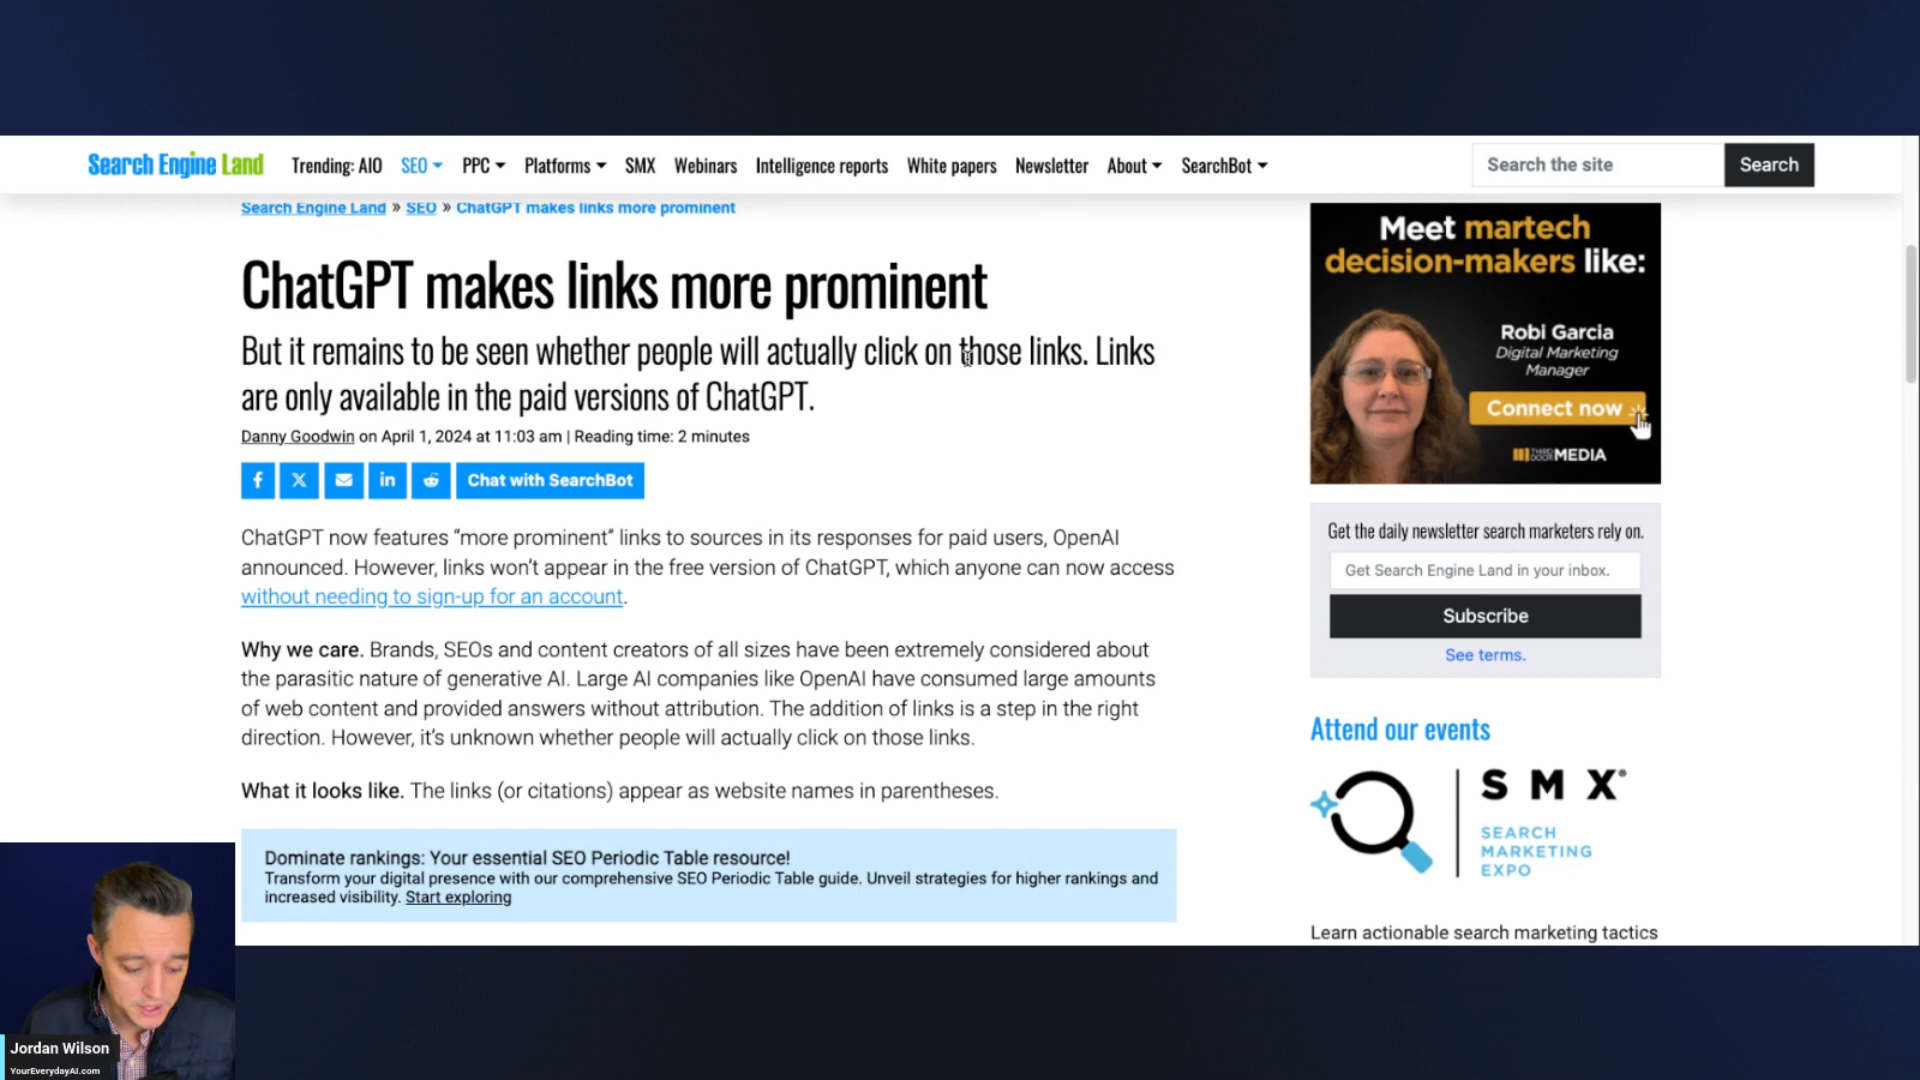 Search Engine Land Trending: AIO SEO PPC Platforms SMX Webinars Intelligence reports White papers Newsletter About SearchBot Search the site Search
Search Engine Land » SEO » ChatGPT makes links more prominent
ChatGPT makes links more prominent
But it remains to be seen whether people will actually click on those links. Links
are only available in the paid versions of ChatGPT.
Danny Goodwin on April 1, 2024 at 11:03 am | Reading time: 2 minutes
Chat with SearchBot
ChatGPT now features “more prominent” links to sources in its responses for paid users, OpenAI
announced. However, links won’t appear in the free version of ChatGPT, which anyone can now access
without needing to sign-up for an account.
Why we care. Brands, SEOs and content creators of all sizes have been extremely considered about
the parasitic nature of generative AI. Large AI companies like OpenAI have consumed large amounts
of web content and provided answers without attribution. The addition of links is a step in the right
direction. However, it’s unknown whether people will actually click on those links.
What it looks like. The links (or citations) appear as website names in parentheses.
Dominate rankings: Your essential SEO Periodic Table resource!
Transform your digital presence with our comprehensive SEO Periodic Table guide. Unveil strategies for higher rankings and
increased visibility. Start exploring
Meet martech
decision-makers like:
Robi Garcia
Digital Marketing
Manager
Connect now
THIRD DOOR MEDIA
Get the daily newsletter search marketers rely on.
Get Search Engine Land in your inbox.
Subscribe
See terms.
Attend our events
SMX®
SEARCH
MARKETING
EXPO
Learn actionable search marketing tactics
Jordan Wilson
YourEverydayAI.com